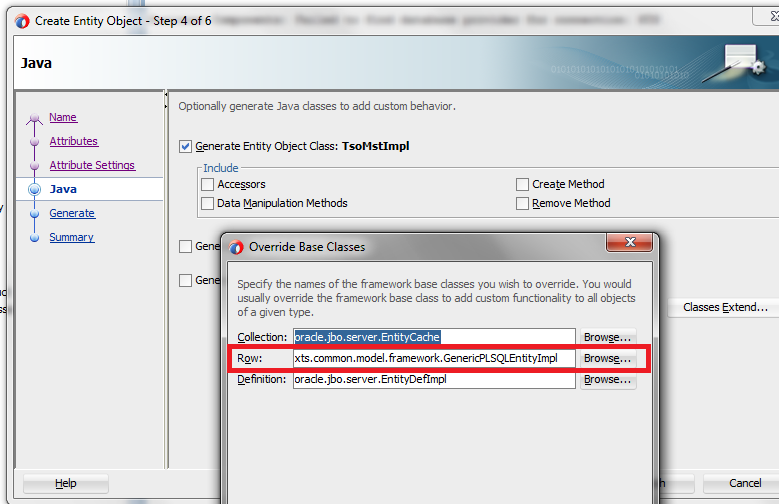 Create Entity Object - Step 4 of 6
Java
Name
Attributes
Attribute Settings
Java
Generate
Summary
Optionally generate Java classes to add custom behavior.
Generate Entity Object Class: TsoMstImpl
Include
Accessors
Create Method
Data Manipulation Methods
Remove Method
Gene
Gene
Classes Extend...
Override Base Classes
Specify the names of the framework base classes you wish to override. You would
usually override the framework base class to add custom functionality to all objects
of a given type.
Collection: oracle.jbo.server.EntityCache Browse...
Row: xts.common.model.framework.GenericPLSQLEntityImpl Browse...
Definition: oracle.jbo.server.EntityDefImpl Browse...
Help
Cancel